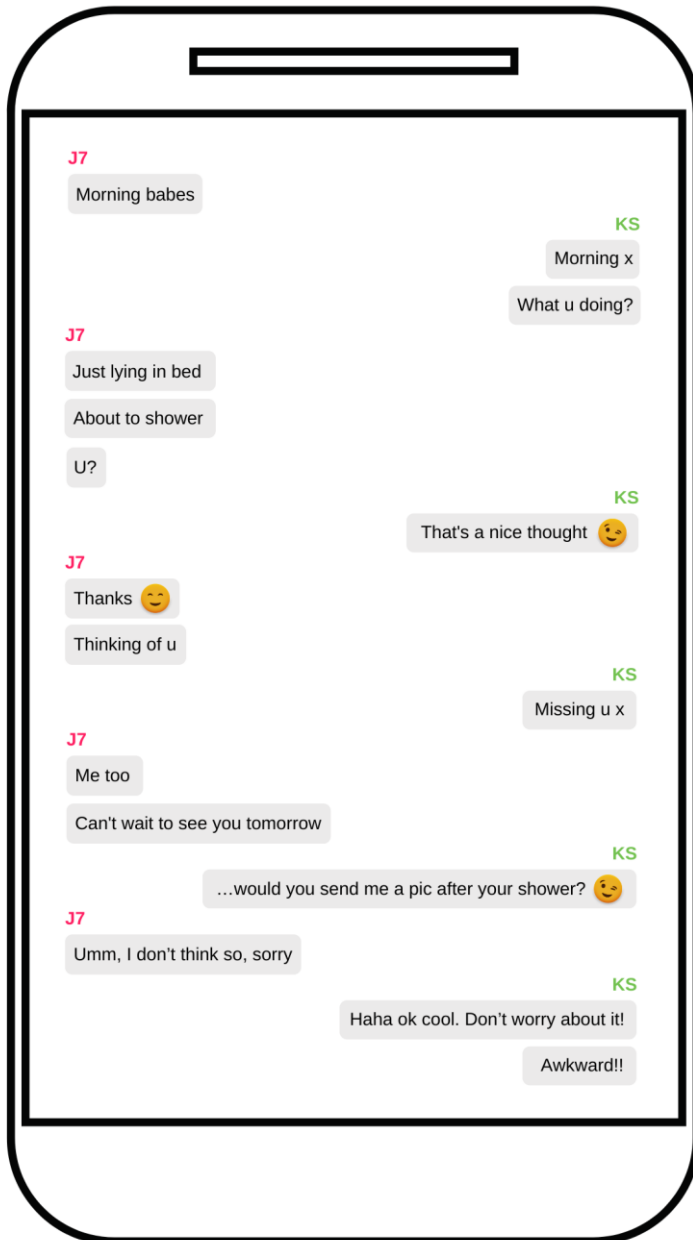 J7
Morning babes
KS
Morning x
What u doing?
J7
Just lying in bed
About to shower
U?
KS
That's a nice thought 😉
J7
Thanks 😊
Thinking of u
KS
Missing u x
J7
Me too
Can't wait to see you tomorrow
KS
…would you send me a pic after your shower? 😉
J7
Umm, I don’t think so, sorry
KS
Haha ok cool. Don’t worry about it!
Awkward!!